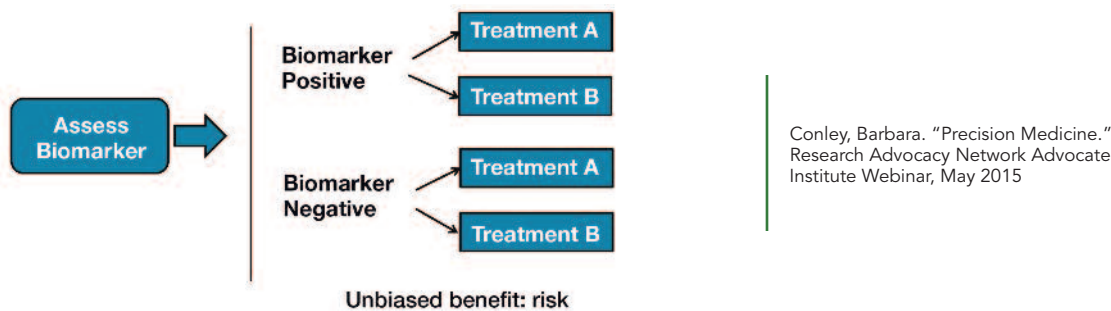 Assess
Biomarker
Biomarker
Positive
Treatment A
Treatment B
Biomarker
Negative
Treatment A
Treatment B
Unbiased benefit: risk
Conley, Barbara. “Precision Medicine.”
Research Advocacy Network Advocate
Institute Webinar, May 2015